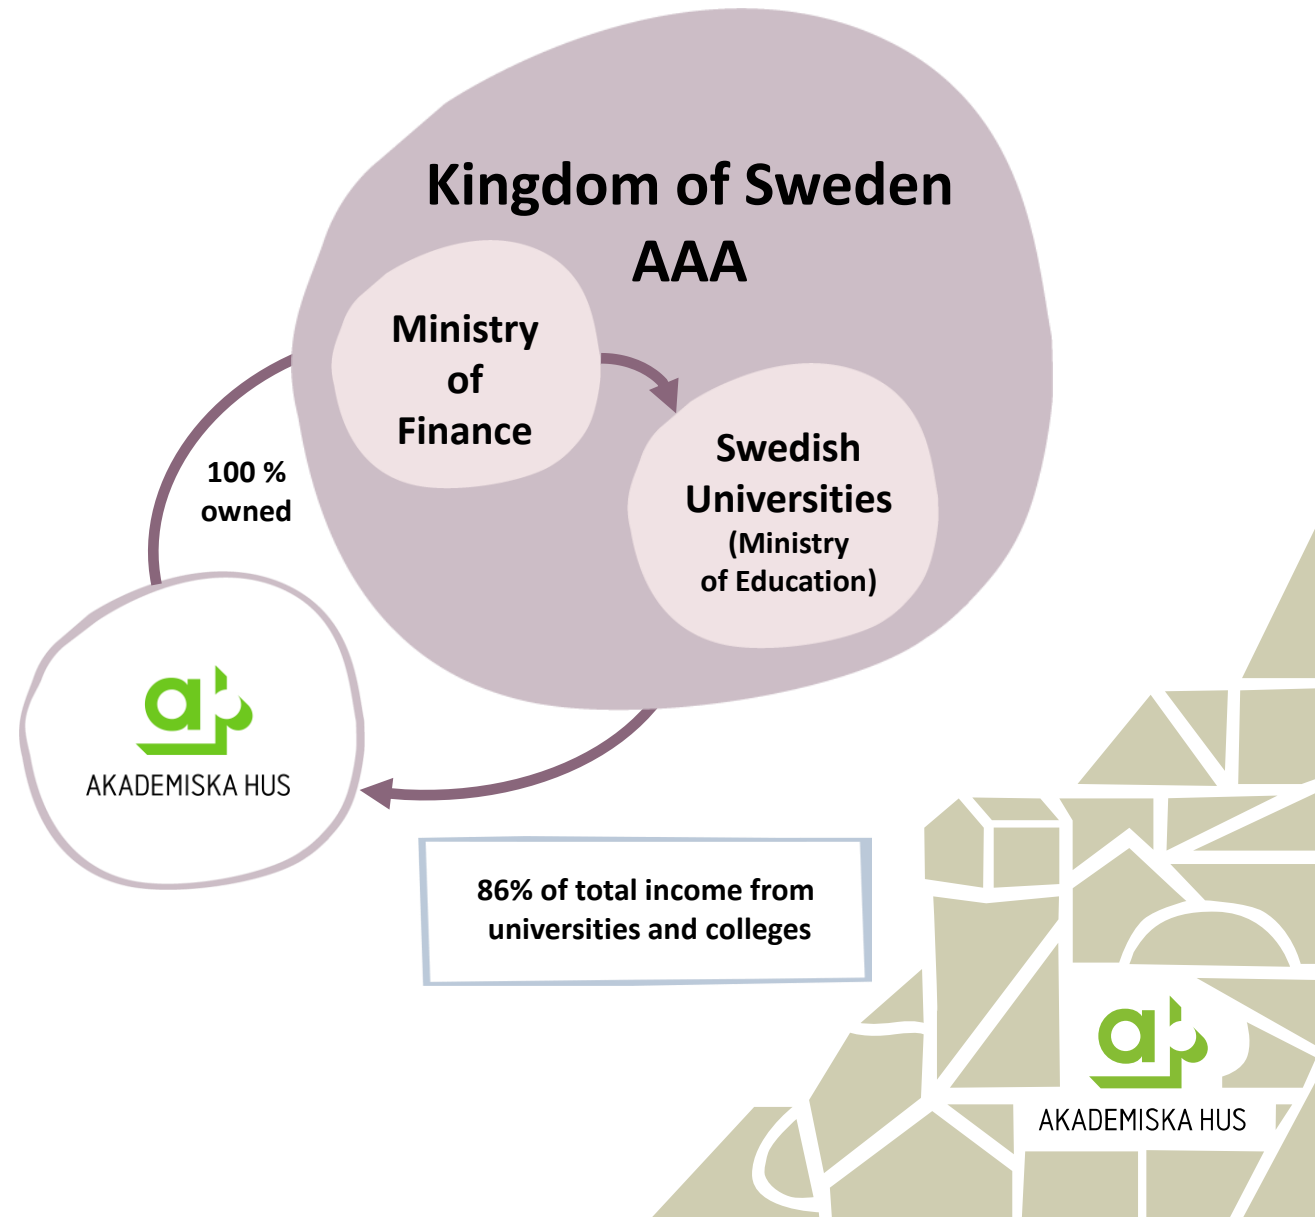 Kingdom of Sweden
AAA
Ministry
of
Finance
Swedish
Universities
(Ministry
of Education)
100 %
owned
AKADEMISKA HUS
86% of total income from
universities and colleges
AKADEMISKA HUS